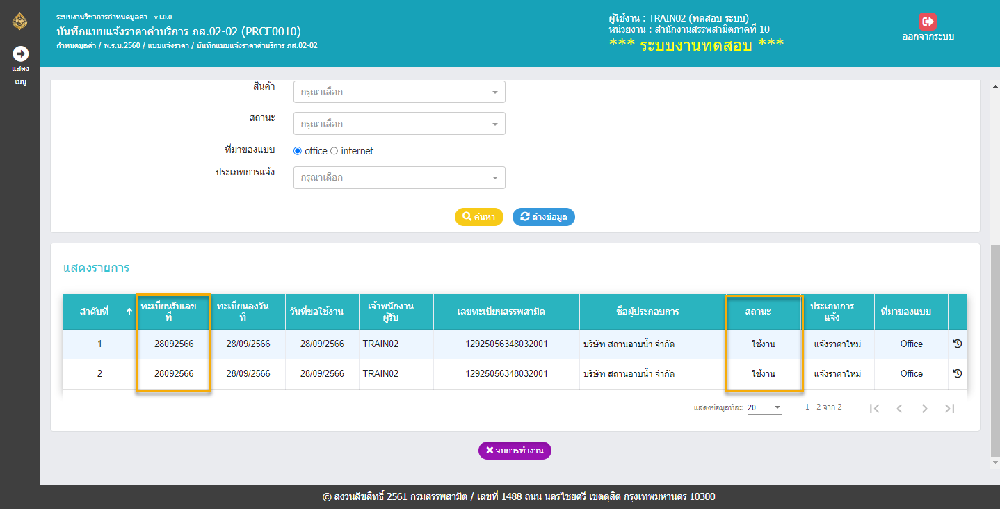 ระบบงานวิชาการกำหนดมูลค่า v3.0.0
บันทึกแบบแจ้งราคาค่าบริการ ภส.02-02 (PRCE0010)
กำหนดมูลค่า / พ.ร.บ.2560 / แบบแจ้งราคา / บันทึกแบบแจ้งราคาค่าบริการ ภส.02-02
ผู้ใช้งาน : TRAIN02 (ทดสอบ ระบบ)
หน่วยงาน : สำนักงานสรรพสามิตภาคที่ 10
*** ระบบงานทดสอบ ***
ออกจากระบบ
แสดง
เมนู
สินค้า กรุณาเลือก
สถานะ กรุณาเลือก
ที่มาของแบบ office internet
ประเภทการแจ้ง กรุณาเลือก
ค้นหา ล้างข้อมูล
แสดงรายการ
ลำดับที่ ทะเบียนรับเลขที่ ทะเบียนลงวันที่ วันที่ขอใช้งาน เจ้าพนักงานผู้รับ เลขทะเบียนสรรพสามิต ชื่อผู้ประกอบการ สถานะ ประเภทการแจ้ง ที่มาของแบบ
1 28092566 28/09/2566 28/09/2566 TRAIN02 12925056348032001 บริษัท สถานอาบน้ำ จำกัด ใช้งาน แจ้งราคาใหม่ Office
2 28092566 28/09/2566 28/09/2566 TRAIN02 12925056348032001 บริษัท สถานอาบน้ำ จำกัด ใช้งาน แจ้งราคาใหม่ Office
แสดงข้อมูลทีละ 20 1 - 2 จาก 2
จบการทำงาน
© สงวนลิขสิทธิ์ 2561 กรมสรรพสามิต / เลขที่ 1488 ถนน นครไชยศรี เขตดุสิต กรุงเทพมหานคร 10300